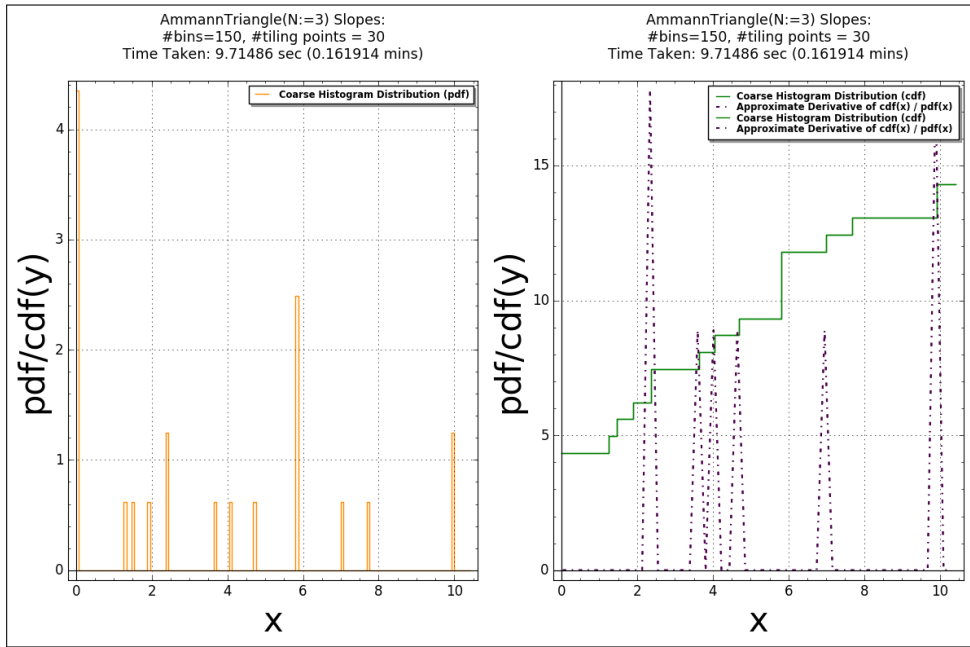 AmmannTriangle(N:=3) Slopes:
#bins=150, #tiling points = 30
Time Taken: 9.71486 sec (0.161914 mins)
Coarse Histogram Distribution (pdf)
pdf/cdf(y)
4
3
2
1
0
0
2
4
6
8
10
x
AmmannTriangle(N:=3) Slopes:
#bins=150, #tiling points = 30
Time Taken: 9.71486 sec (0.161914 mins)
Coarse Histogram Distribution (cdf)
Approximate Derivative of cdf(x) / pdf(x)
Coarse Histogram Distribution (cdf)
Approximate Derivative of cdf(x) / pdf(x)
pdf/cdf(y)
15
10
5
0
0
2
4
6
8
10
x